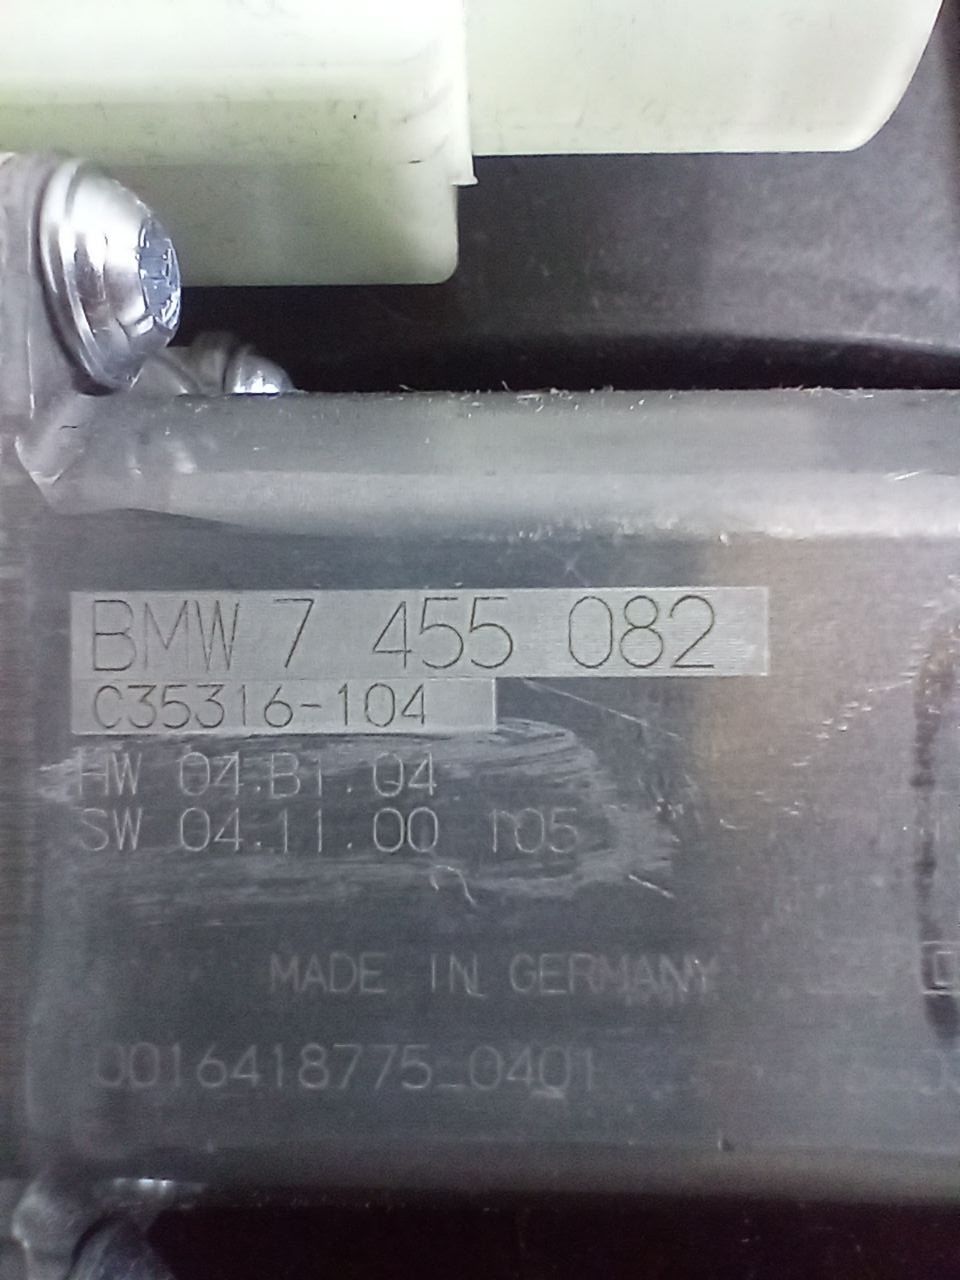 BMW 7 455 082
C35316-104
HW 04.B1.04
SW 04.11.00 105
MADE IN GERMANY
0016418775_0401